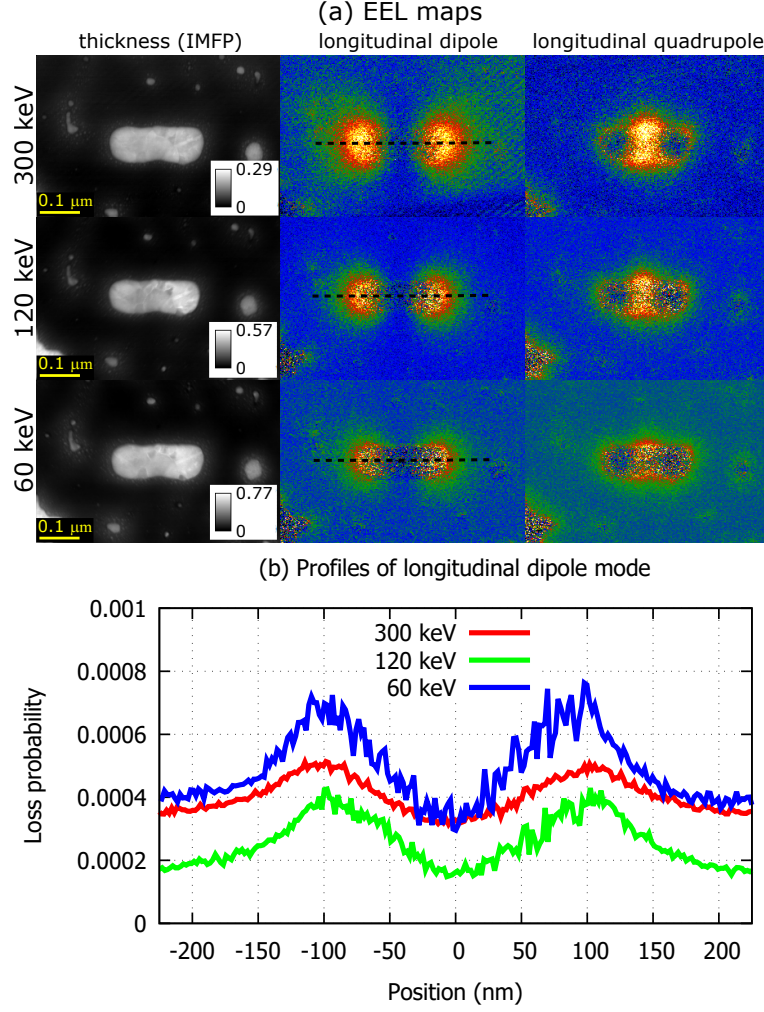 (a) EEL maps
thickness (IMFP) longitudinal dipole longitudinal quadrupole
300 keV
0.29
0
0.1 µm
120 keV
0.57
0
0.1 µm
60 keV
0.77
0
0.1 µm
(b) Profiles of longitudinal dipole mode
0.001
0.0008
0.0006
0.0004
0.0002
0
Loss probability
300 keV
120 keV
60 keV
-200 -150 -100 -50 0 50 100 150 200
Position (nm)